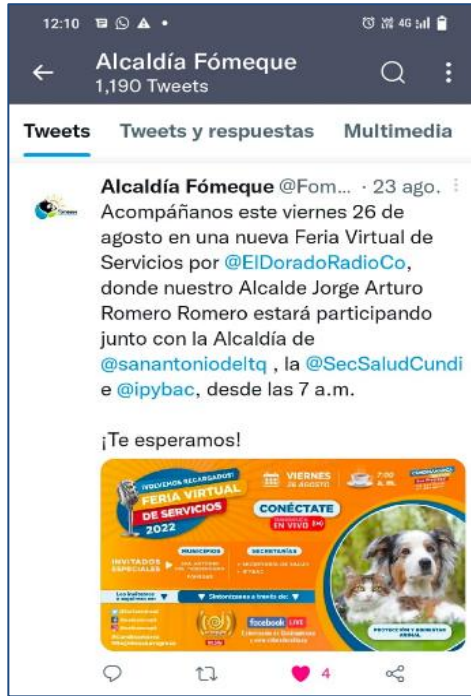 12:10
4G
Alcaldía Fómeque
1,190 Tweets
Tweets
Tweets y respuestas
Multimedia
Alcaldía Fómeque @Fom... · 23 ago.
Acompáñanos este viernes 26 de
agosto en una nueva Feria Virtual de
Servicios por @ElDoradoRadioCo,
donde nuestro Alcalde Jorge Arturo
Romero Romero estará participando
junto con la Alcaldía de
@sanantoniodeltq , la @SecSaludCundi
e @ipybac, desde las 7 a.m.
¡Te esperamos!
¡VOLVEMOS RECARGADOS!
FERIA VIRTUAL
DE SERVICIOS
2022
VIERNES
26 AGOSTO
7:00
A. M.
CONÉCTATE
EN VIVO
INVITADOS
ESPECIALES
MUNICIPIOS
SECRETARÍAS
facebook LIVE
PROTECCIÓN Y BIENESTAR
ANIMAL
4